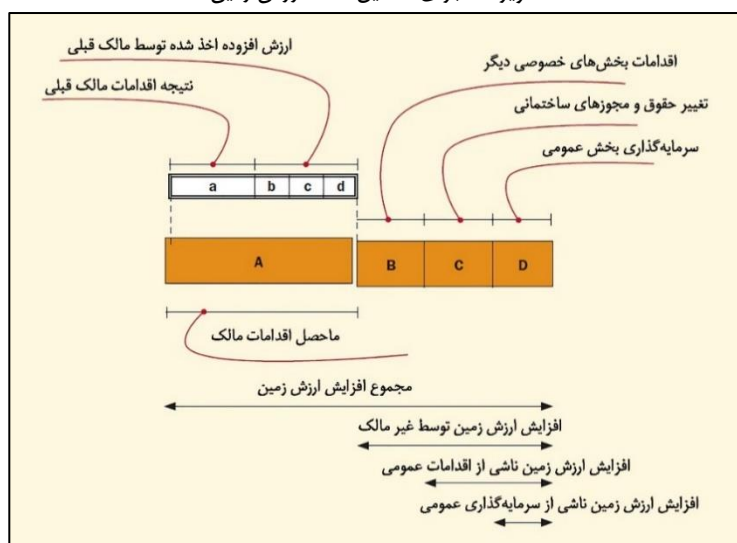 ارزش افزوده اخذ شده توسط مالک قبلی
نتیجه اقدامات مالک قبلی
اقدامات بخش‌های خصوصی دیگر
تغییر حقوق و مجوزهای ساختمانی
سرمایه‌گذاری بخش عمومی
a b c d
A B C D
ماحصل اقدامات مالک
مجموع افزایش ارزش زمین
افزایش ارزش زمین توسط غیر مالک
افزایش ارزش زمین ناشی از اقدامات عمومی
افزایش ارزش زمین ناشی از سرمایه‌گذاری عمومی